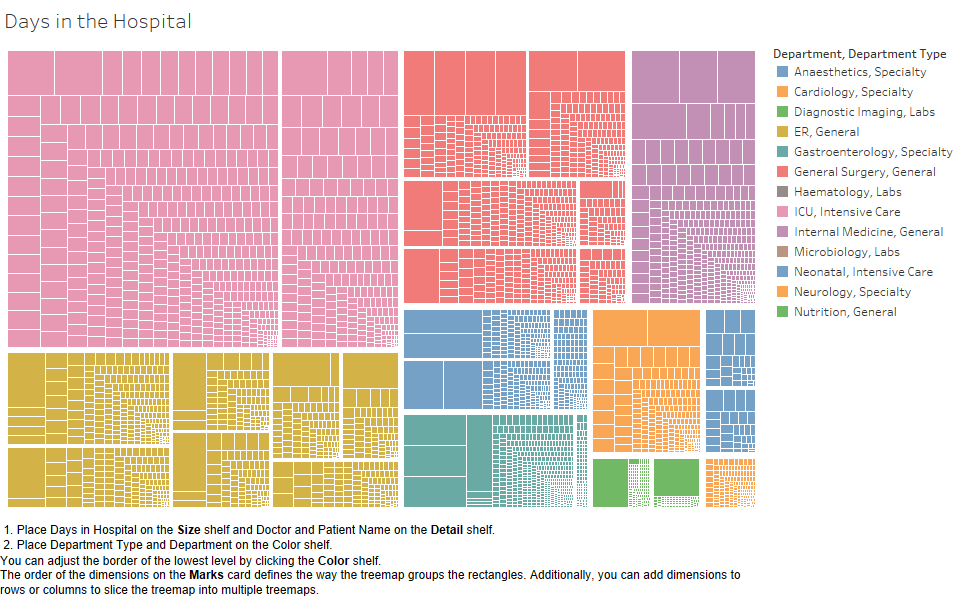 Days in the Hospital
Department, Department Type
Anaesthetics, Specialty
Cardiology, Specialty
Diagnostic Imaging, Labs
ER, General
Gastroenterology, Specialty
General Surgery, General
Haematology, Labs
ICU, Intensive Care
Internal Medicine, General
Microbiology, Labs
Neonatal, Intensive Care
Neurology, Specialty
Nutrition, General
1. Place Days in Hospital on the Size shelf and Doctor and Patient Name on the Detail shelf.
2. Place Department Type and Department on the Color shelf.
You can adjust the border of the lowest level by clicking the Color shelf.
The order of the dimensions on the Marks card defines the way the treemap groups the rectangles. Additionally, you can add dimensions to
rows or columns to slice the treemap into multiple treemaps.